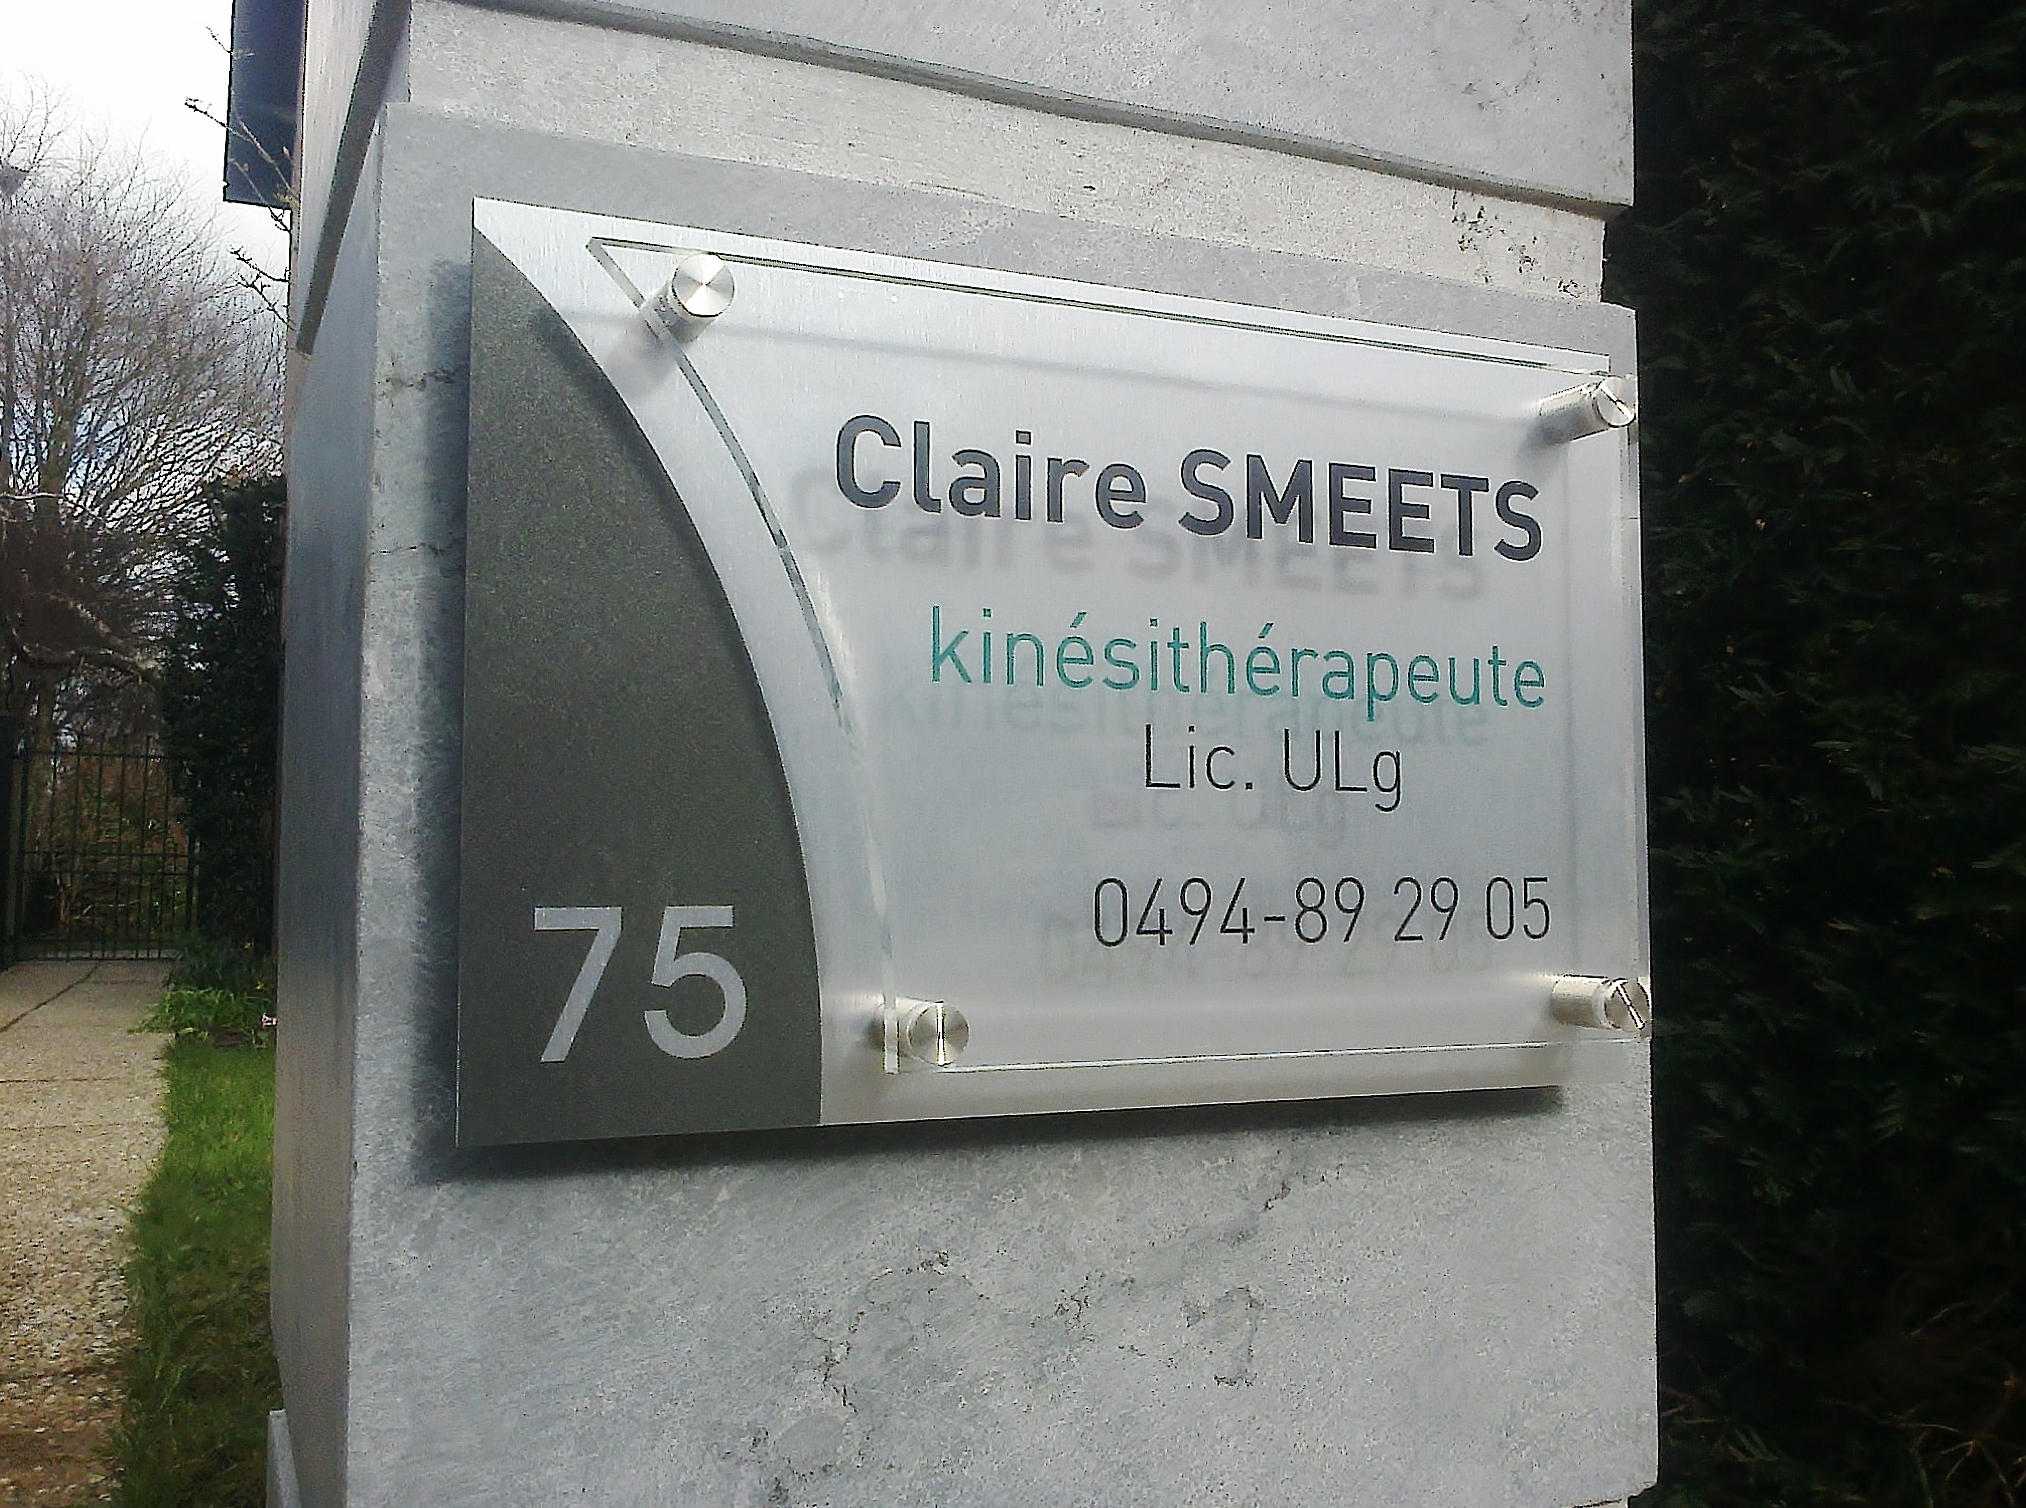 Claire SMEETS
kinésithérapeute
Lic. ULg
0494-89 29 05
75